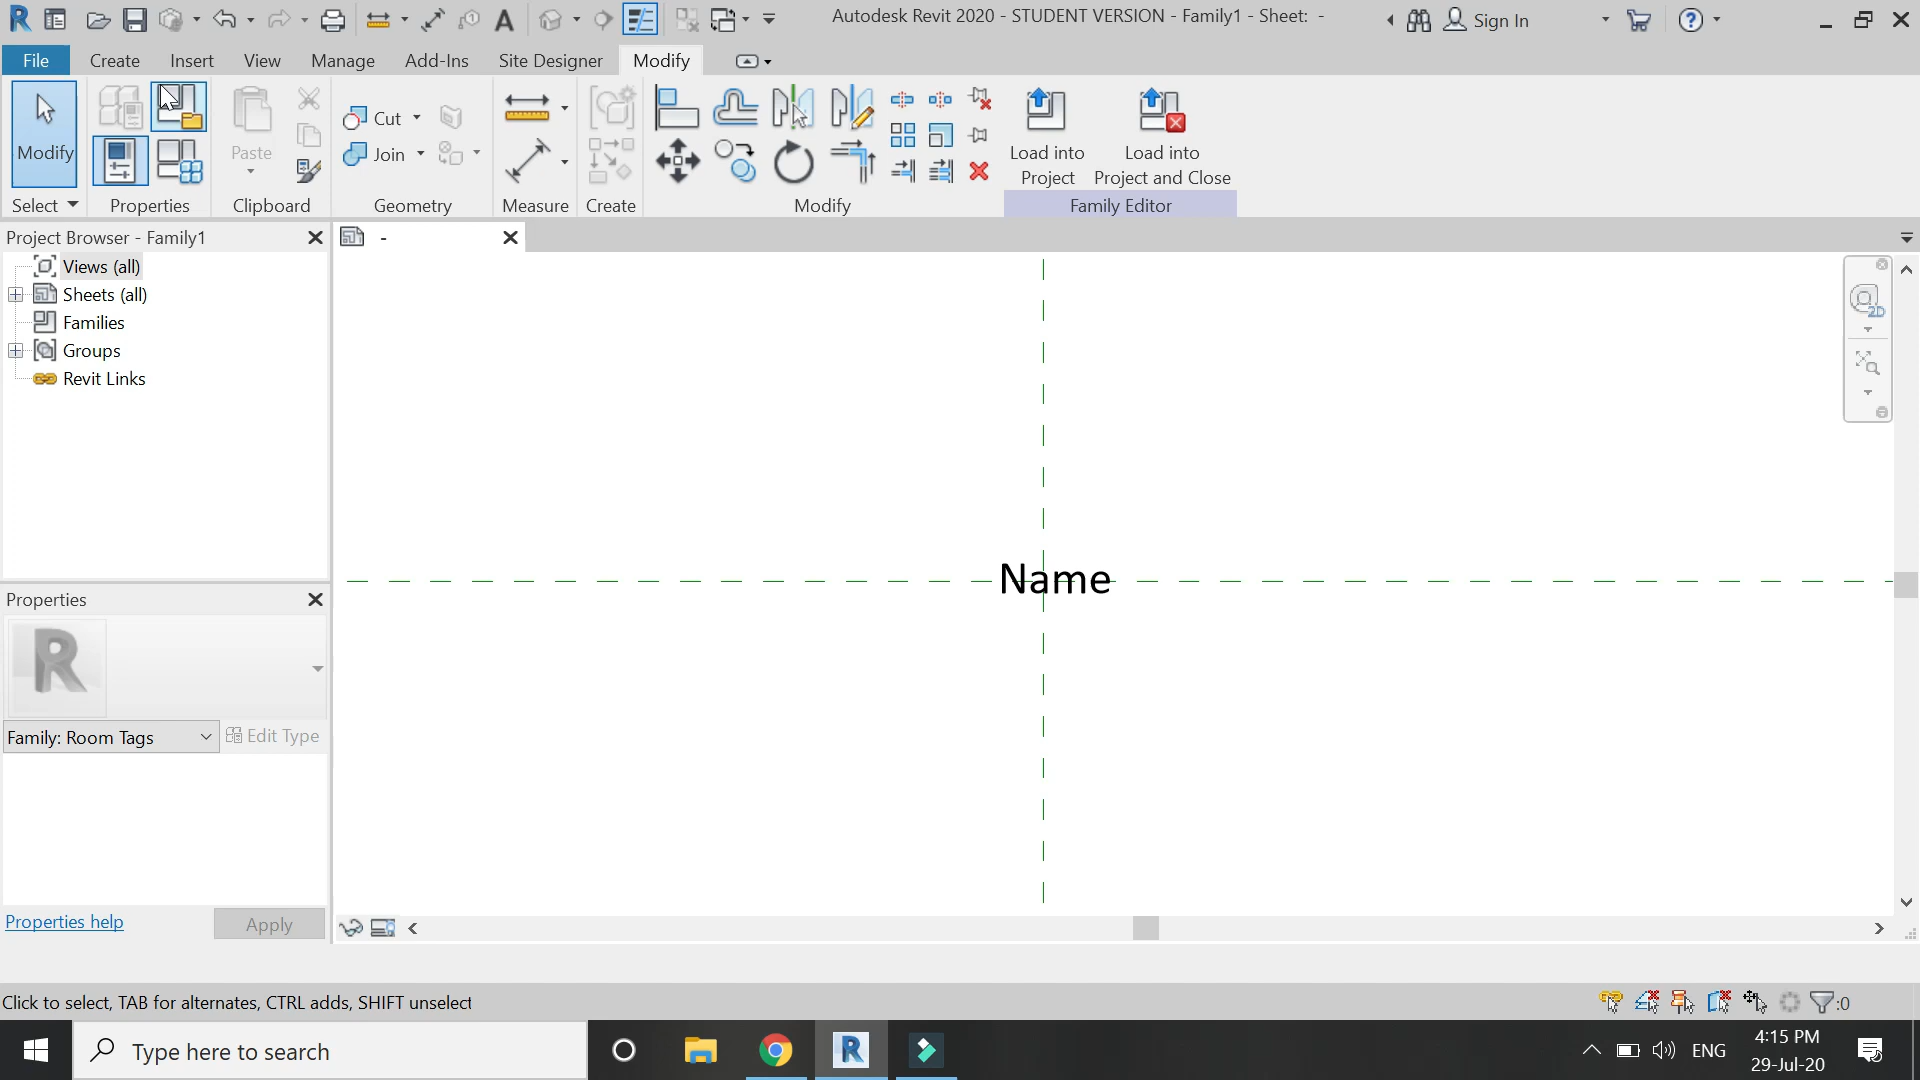 Autodesk Revit 2020 - STUDENT VERSION - Family1 - Sheet: -
Sign In
File Create Insert View Manage Add-Ins Site Designer Modify
Modify
Paste
Cut
Join
Load into Project
Load into Project and Close
Select Properties Clipboard Geometry Measure Create Modify Family Editor
Project Browser - Family1
-
Views (all)
Sheets (all)
Families
Groups
Revit Links
2D
Name
Properties
R
Family: Room Tags
Edit Type
Properties help
Apply
Click to select, TAB for alternates, CTRL adds, SHIFT unselect
:0
Type here to search
R
ENG
4:15 PM
29-Jul-20